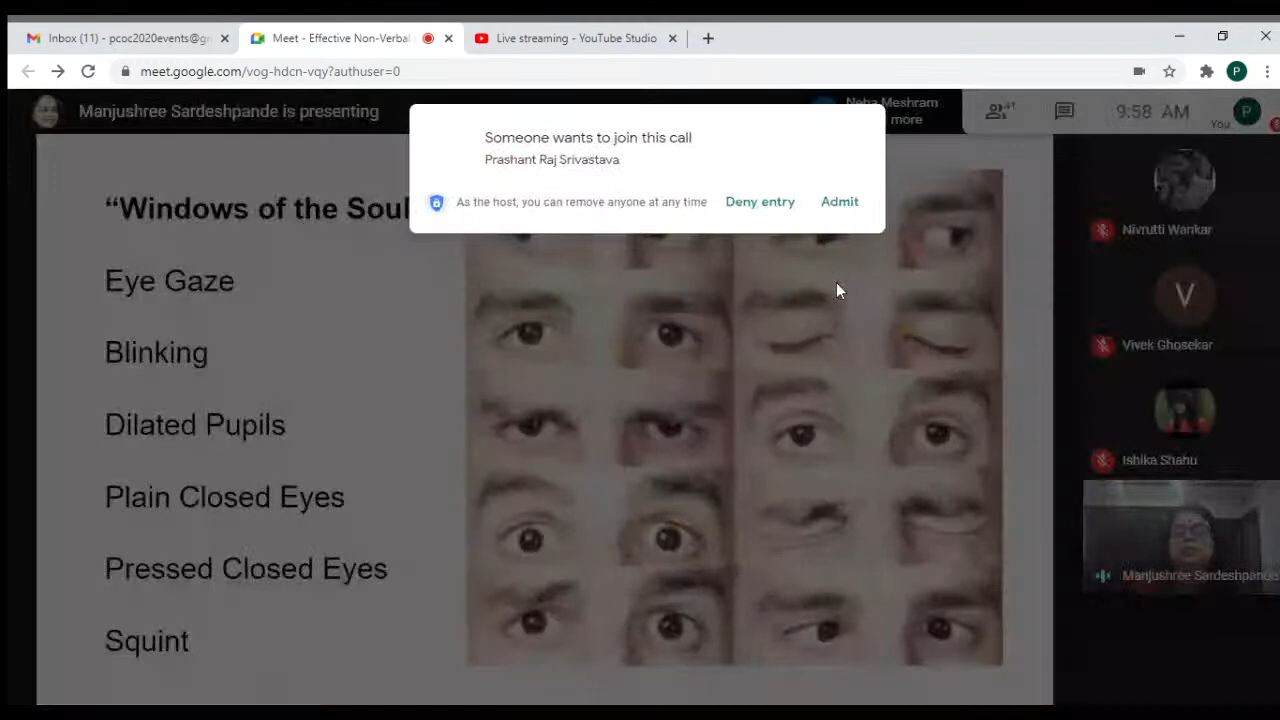 Inbox (11) - pcoc2020events@g
Meet - Effective Non-Verbal
Live streaming - YouTube Studio
meet.google.com/vog-hdcn-vqy?authuser=0
Manjushree Sardeshpande is presenting
Neha Meshram
more
41
9:58 AM
You
P
Someone wants to join this call
Prashant Raj Srivastava
As the host, you can remove anyone at any time
Deny entry
Admit
“Windows of the Soul
Eye Gaze
Blinking
Dilated Pupils
Plain Closed Eyes
Pressed Closed Eyes
Squint
Nivrutti Wankar
V
Vivek Ghosekar
Ishika Shahu
Manjushree Sardeshpande